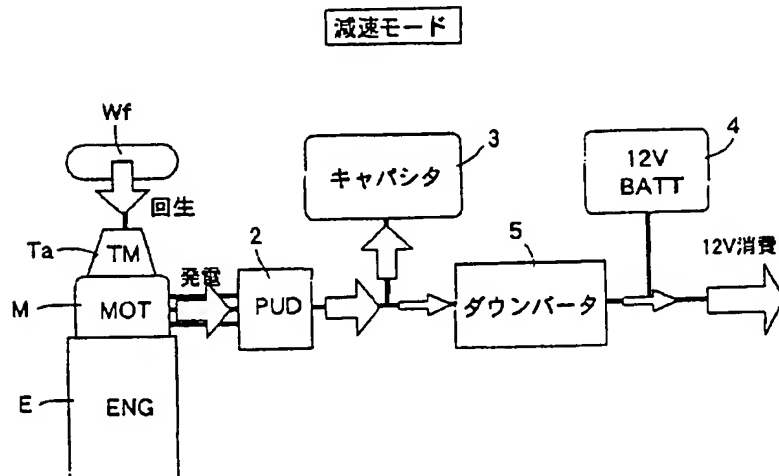 減速モード
Wf
回生
Ta
TM
M
MOT
E
ENG
発電
2
PUD
3
キャパシタ
5
ダウンバータ
4
12V
BATT
12V消費